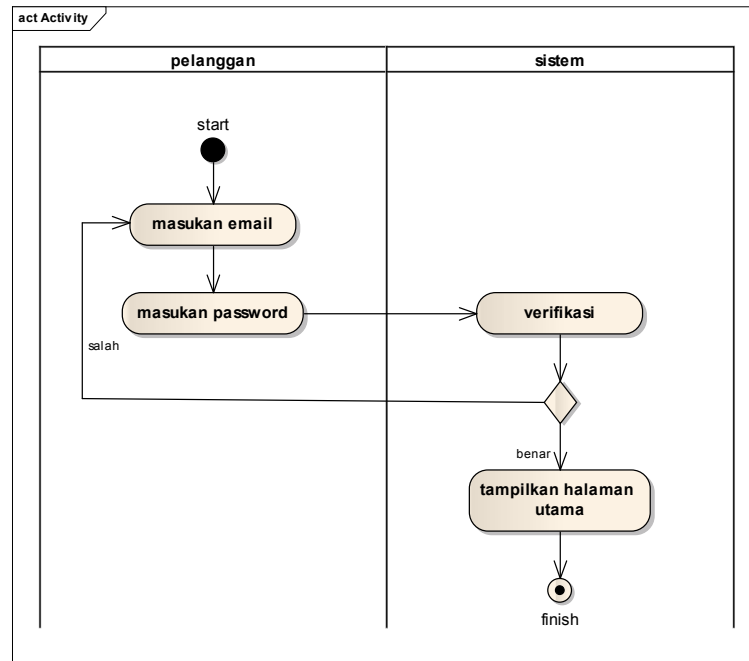 act Activity
pelanggan
sistem
start
masukan email
masukan password
verifikasi
salah
benar
tampilkan halaman
utama
finish